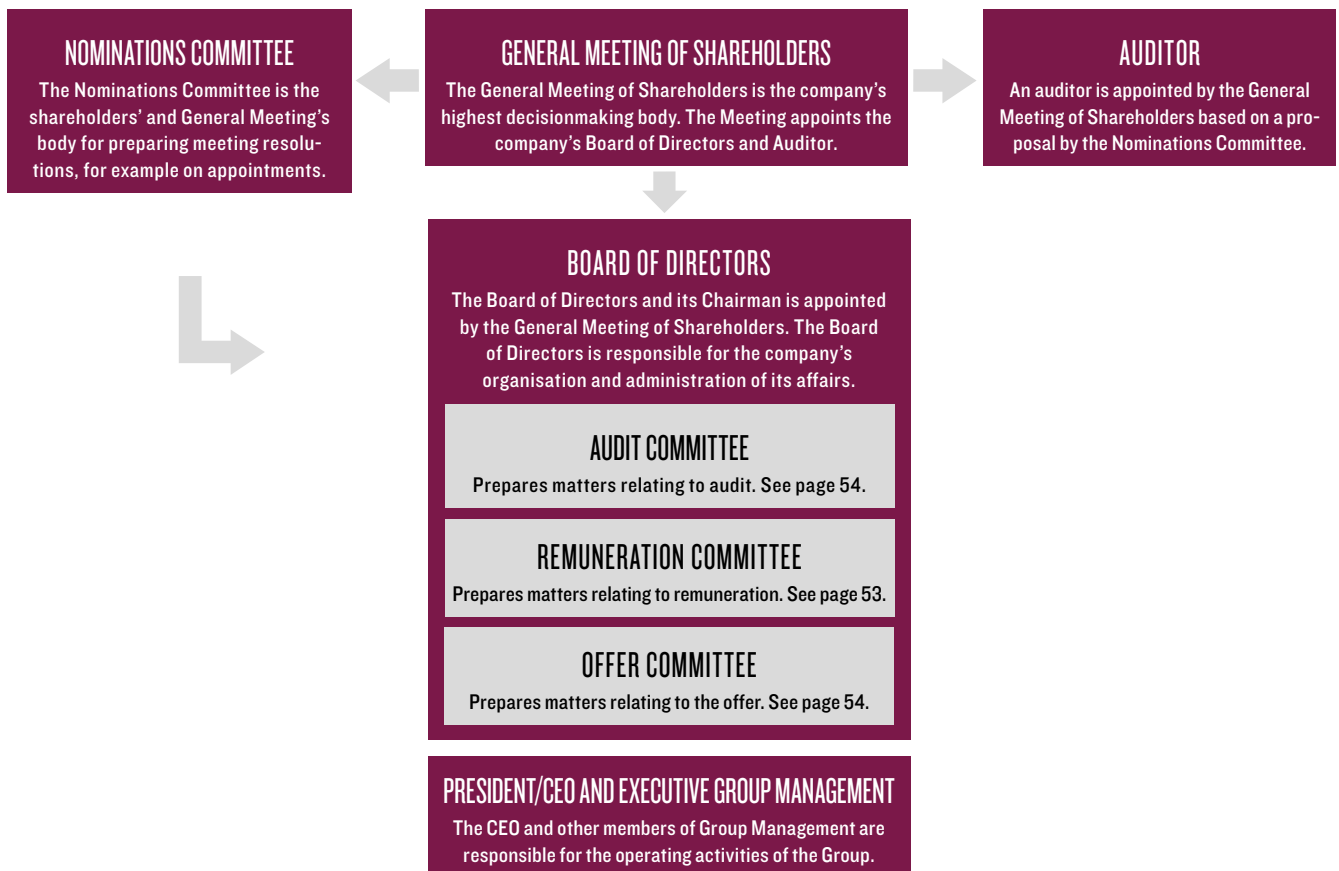 NOMINATIONS COMMITTEE
The Nominations Committee is the
shareholders' and General Meeting's
body for preparing meeting resolu-
tions, for example on appointments.
GENERAL MEETING OF SHAREHOLDERS
The General Meeting of Shareholders is the company's
highest decisionmaking body. The Meeting appoints the
company's Board of Directors and Auditor.
AUDITOR
An auditor is appointed by the General
Meeting of Shareholders based on a pro-
posal by the Nominations Committee.
BOARD OF DIRECTORS
The Board of Directors and its Chairman is appointed
by the General Meeting of Shareholders. The Board
of Directors is responsible for the company's
organisation and administration of its affairs.
AUDIT COMMITTEE
Prepares matters relating to audit. See page 54.
REMUNERATION COMMITTEE
Prepares matters relating to remuneration. See page 53.
OFFER COMMITTEE
Prepares matters relating to the offer. See page 54.
PRESIDENT/CEO AND EXECUTIVE GROUP MANAGEMENT
The CEO and other members of Group Management are
responsible for the operating activities of the Group.